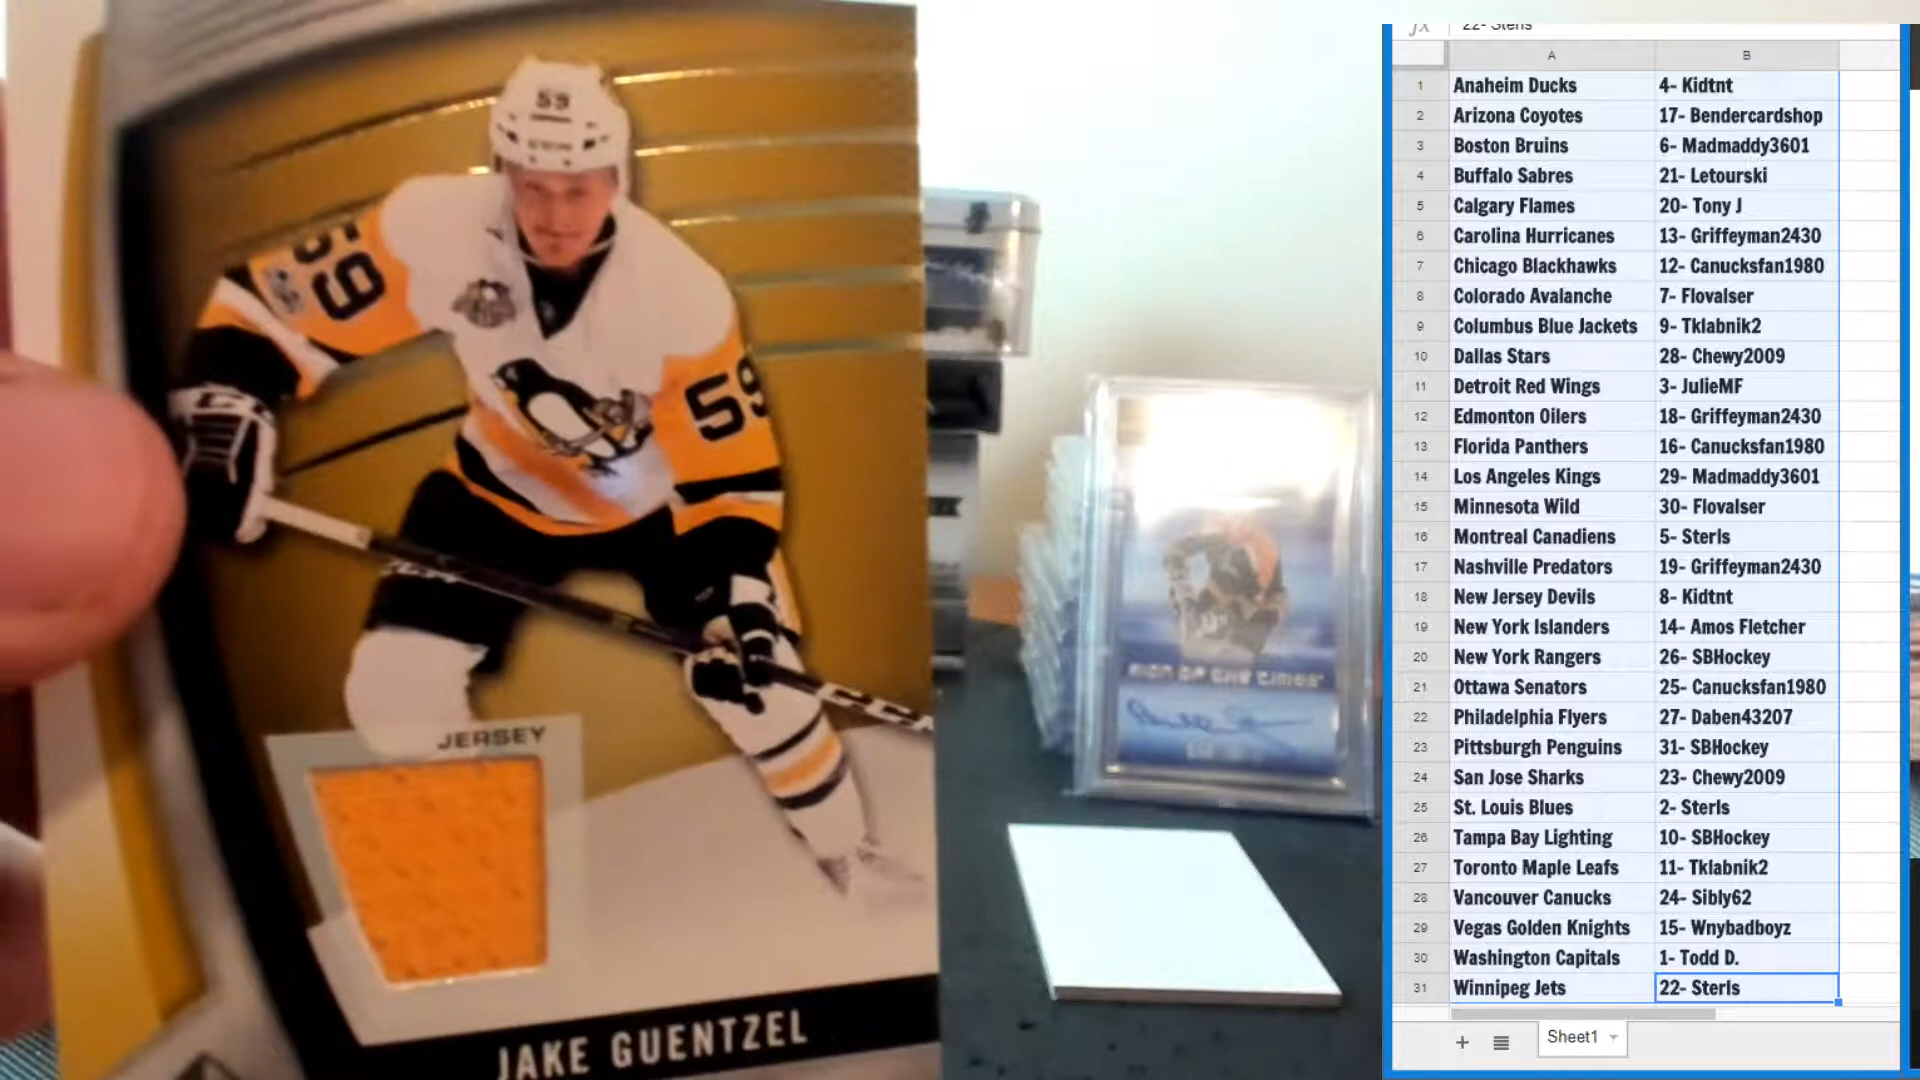 59
59
59
JERSEY
JAKE GUENTZEL
SIGN OF THE TIMES
fx 22- Sterls
A B
1 Anaheim Ducks 4- Kidtnt
2 Arizona Coyotes 17- Bendercardshop
3 Boston Bruins 6- Madmaddy3601
4 Buffalo Sabres 21- Letourski
5 Calgary Flames 20- Tony J
6 Carolina Hurricanes 13- Griffeyman2430
7 Chicago Blackhawks 12- Canucksfan1980
8 Colorado Avalanche 7- Flovalser
9 Columbus Blue Jackets 9- Tklabnik2
10 Dallas Stars 28- Chewy2009
11 Detroit Red Wings 3- JulieMF
12 Edmonton Oilers 18- Griffeyman2430
13 Florida Panthers 16- Canucksfan1980
14 Los Angeles Kings 29- Madmaddy3601
15 Minnesota Wild 30- Flovalser
16 Montreal Canadiens 5- Sterls
17 Nashville Predators 19- Griffeyman2430
18 New Jersey Devils 8- Kidtnt
19 New York Islanders 14- Amos Fletcher
20 New York Rangers 26- SBHockey
21 Ottawa Senators 25- Canucksfan1980
22 Philadelphia Flyers 27- Daben43207
23 Pittsburgh Penguins 31- SBHockey
24 San Jose Sharks 23- Chewy2009
25 St. Louis Blues 2- Sterls
26 Tampa Bay Lighting 10- SBHockey
27 Toronto Maple Leafs 11- Tklabnik2
28 Vancouver Canucks 24- Sibly62
29 Vegas Golden Knights 15- Wnybadboyz
30 Washington Capitals 1- Todd D.
31 Winnipeg Jets 22- Sterls
Sheet1